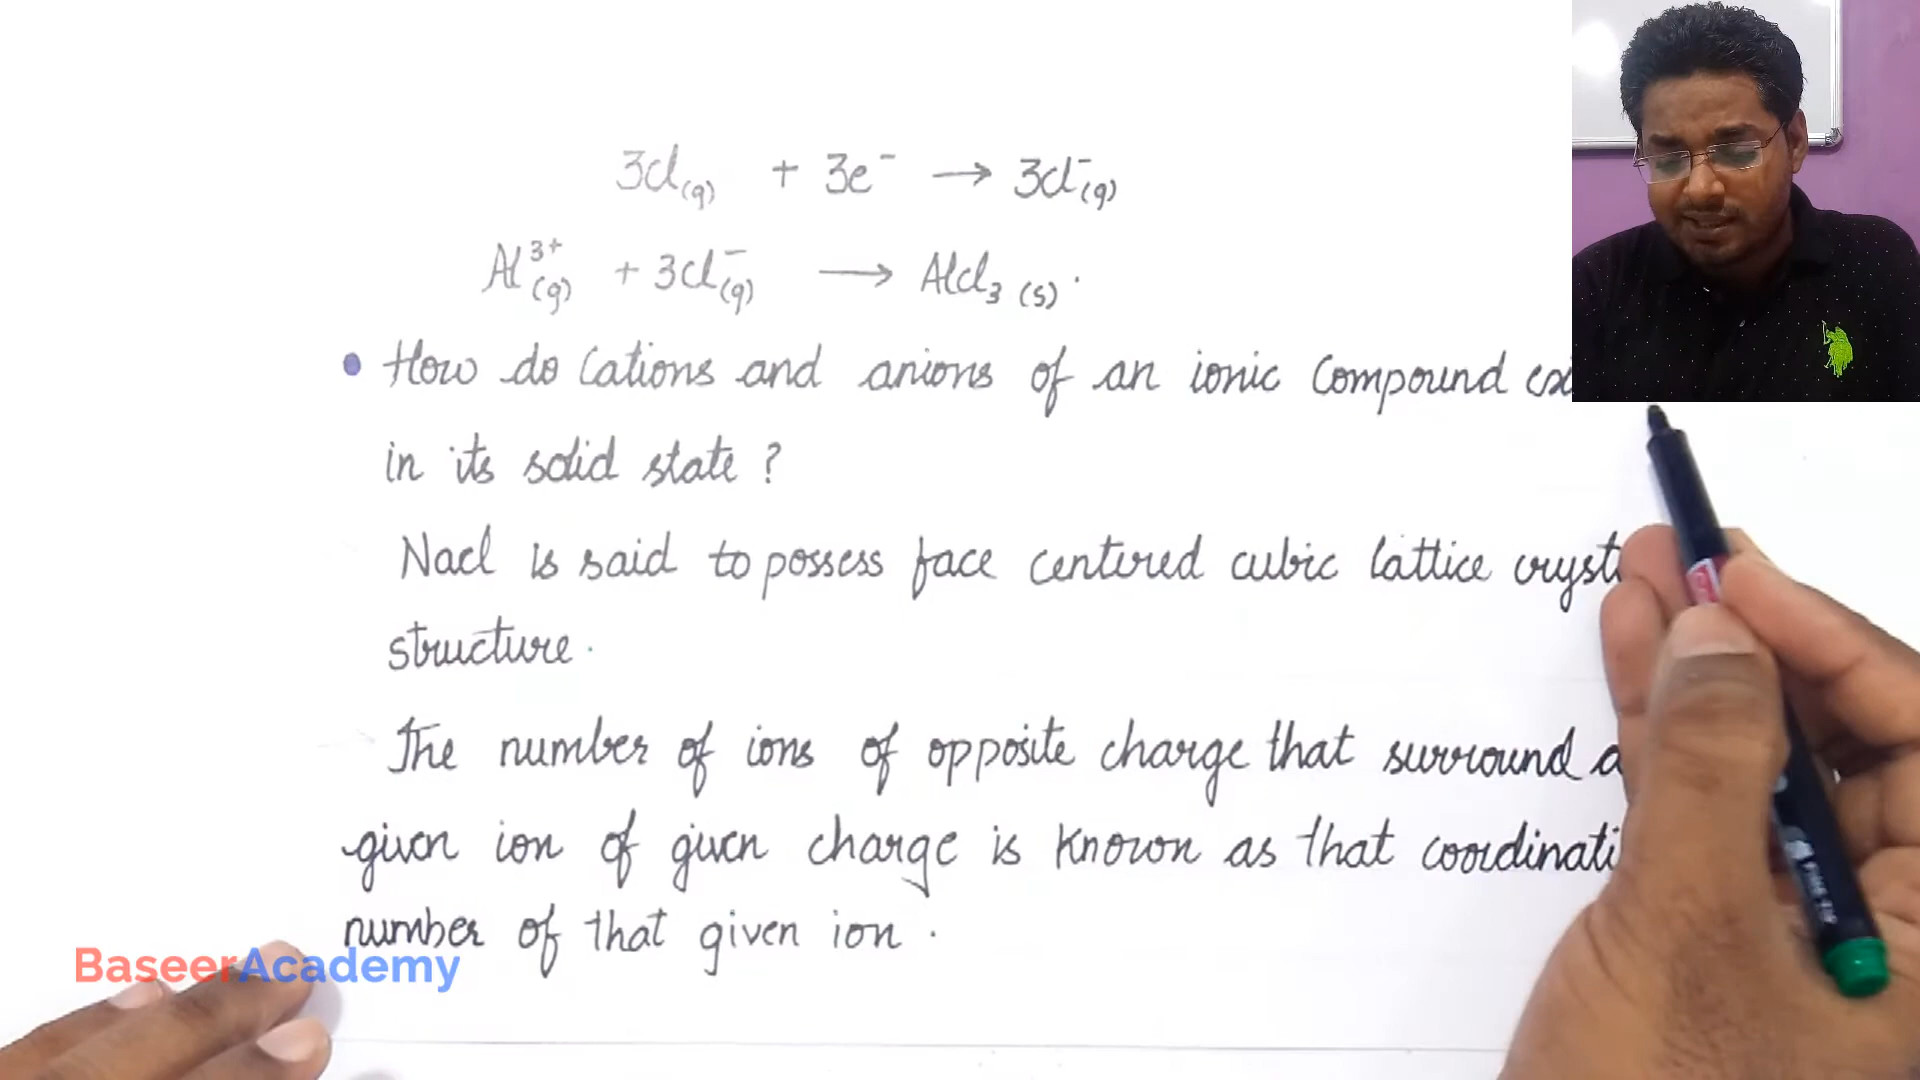 3Cl(g) + 3e⁻ → 3Cl⁻(g)
Al³⁺(g) + 3Cl⁻(g) → AlCl₃(s).
• How do Cations and anions of an ionic Compound
in its solid state?
Nacl is said to possess face centered cubic lattice
structure.
The number of ions of opposite charge that surround a
given ion of given charge is known as that
number of that given ion.
BaseerAcademy